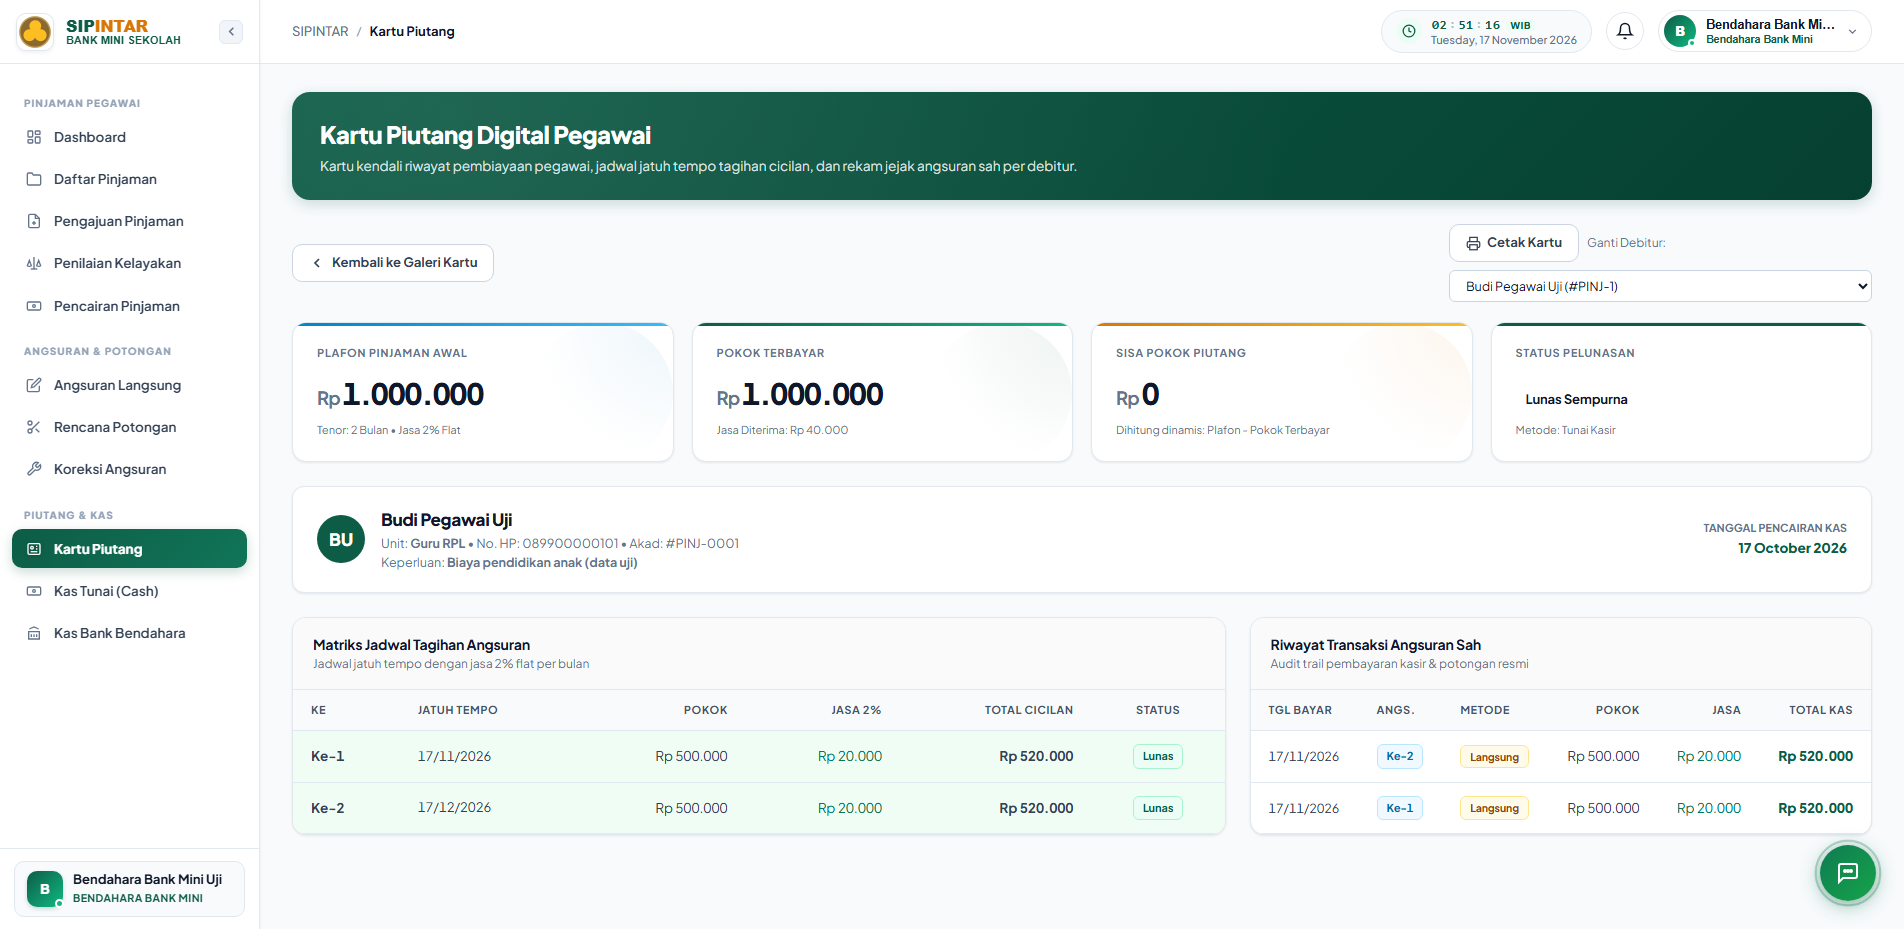 SIPINTAR
BANK MINI SEKOLAH
SIPINTAR / Kartu Piutang
02 : 51 : 16 WIB
Tuesday, 17 November 2026
B
Bendahara Bank Mi...
Bendahara Bank Mini
PINJAMAN PEGAWAI
Dashboard
Daftar Pinjaman
Pengajuan Pinjaman
Penilaian Kelayakan
Pencairan Pinjaman
ANGSURAN & POTONGAN
Angsuran Langsung
Rencana Potongan
Koreksi Angsuran
PIUTANG & KAS
Kartu Piutang
Kas Tunai (Cash)
Kas Bank Bendahara
B
Bendahara Bank Mini Uji
BENDAHARA BANK MINI
Kartu Piutang Digital Pegawai
Kartu kendali riwayat pembiayaan pegawai, jadwal jatuh tempo tagihan cicilan, dan rekam jejak angsuran sah per debitur.
Kembali ke Galeri Kartu
Cetak Kartu
Ganti Debitur:
Budi Pegawai Uji (#PINJ-1)
PLAFON PINJAMAN AWAL
Rp 1.000.000
Tenor: 2 Bulan • Jasa 2% Flat
POKOK TERBAYAR
Rp 1.000.000
Jasa Diterima: Rp 40.000
SISA POKOK PIUTANG
Rp 0
Dihitung dinamis: Plafon - Pokok Terbayar
STATUS PELUNASAN
Lunas Sempurna
Metode: Tunai Kasir
BU
Budi Pegawai Uji
Unit: Guru RPL • No. HP: 089900000101 • Akad: #PINJ-0001
Keperluan: Biaya pendidikan anak (data uji)
TANGGAL PENCAIRAN KAS
17 October 2026
Matriks Jadwal Tagihan Angsuran
Jadwal jatuh tempo dengan jasa 2% flat per bulan
KE JATUH TEMPO POKOK JASA 2% TOTAL CICILAN STATUS
Ke-1 17/11/2026 Rp 500.000 Rp 20.000 Rp 520.000 Lunas
Ke-2 17/12/2026 Rp 500.000 Rp 20.000 Rp 520.000 Lunas
Riwayat Transaksi Angsuran Sah
Audit trail pembayaran kasir & potongan resmi
TGL BAYAR ANGS. METODE POKOK JASA TOTAL KAS
17/11/2026 Ke-2 Langsung Rp 500.000 Rp 20.000 Rp 520.000
17/11/2026 Ke-1 Langsung Rp 500.000 Rp 20.000 Rp 520.000